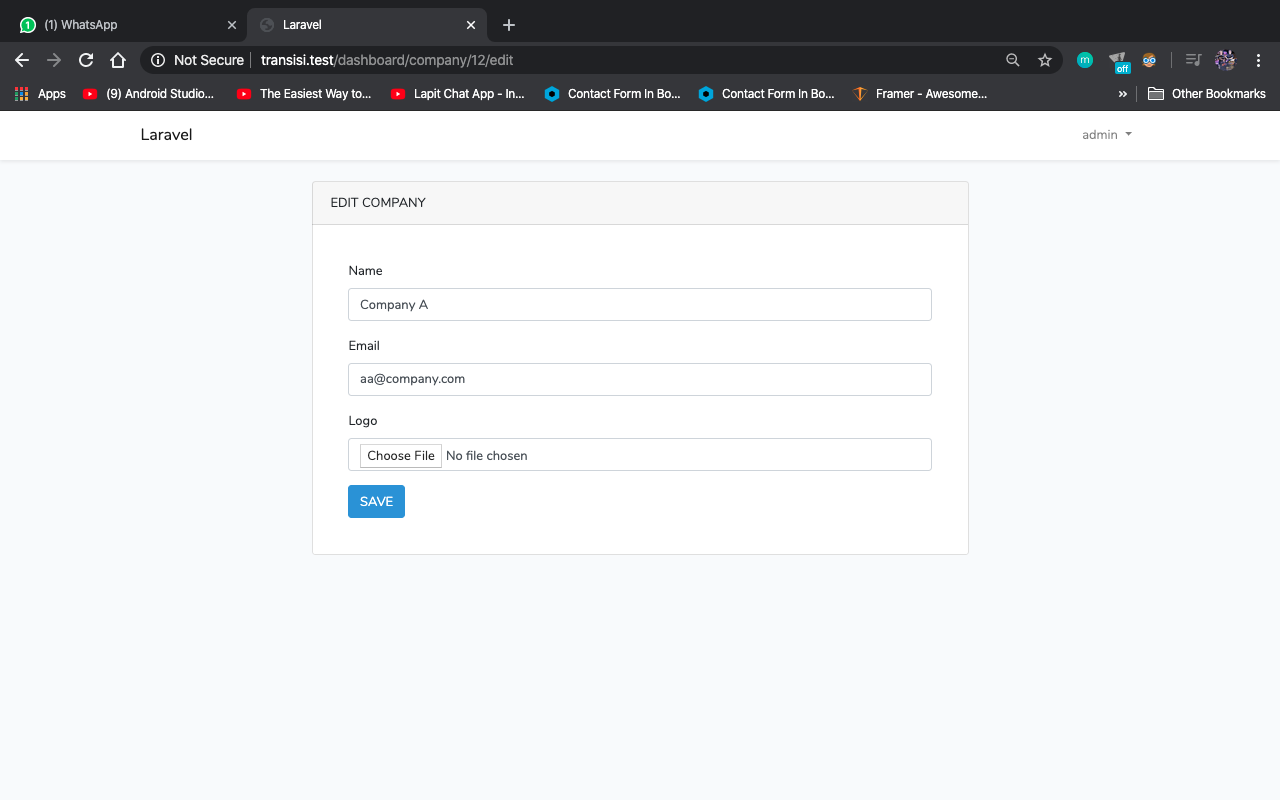 1 (1) WhatsApp
Laravel
Not Secure transisi.test/dashboard/company/12/edit
m
off
Apps (9) Android Studio... The Easiest Way to... Lapit Chat App - In... Contact Form In Bo... Contact Form In Bo... Framer - Awesome... » Other Bookmarks
Laravel admin
EDIT COMPANY
Name
Company A
Email
aa@company.com
Logo
Choose File No file chosen
SAVE